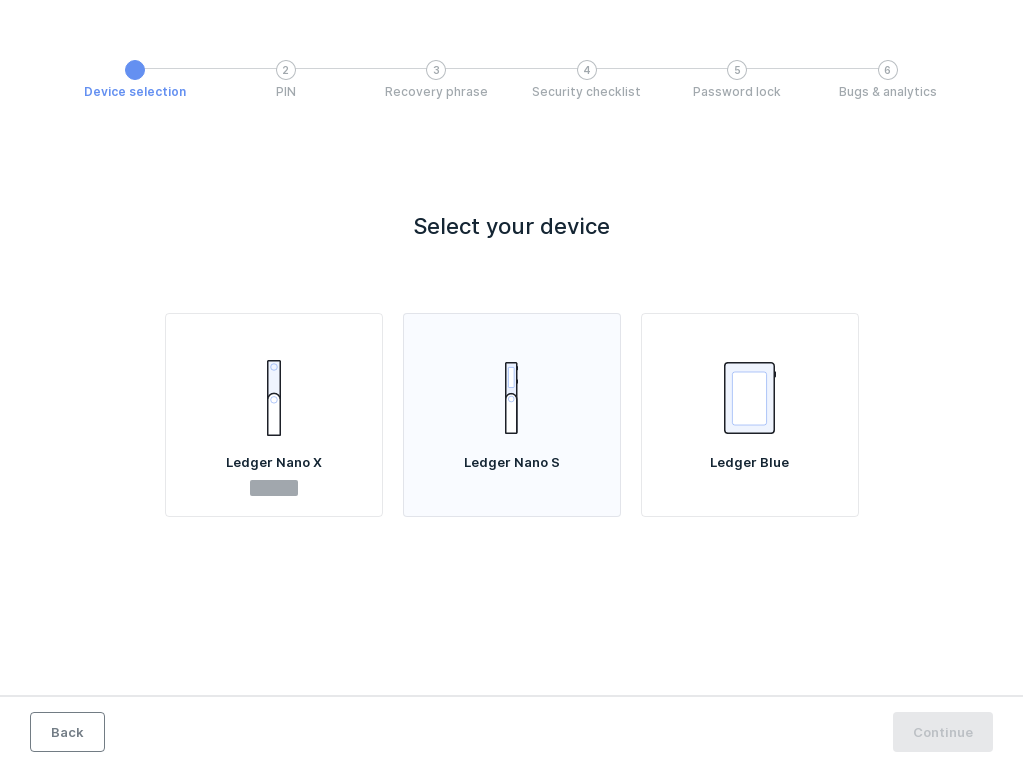 2 3 4 5 6
Device selection PIN Recovery phrase Security checklist Password lock Bugs & analytics
Select your device
Ledger Nano X Ledger Nano S Ledger Blue
Back Continue